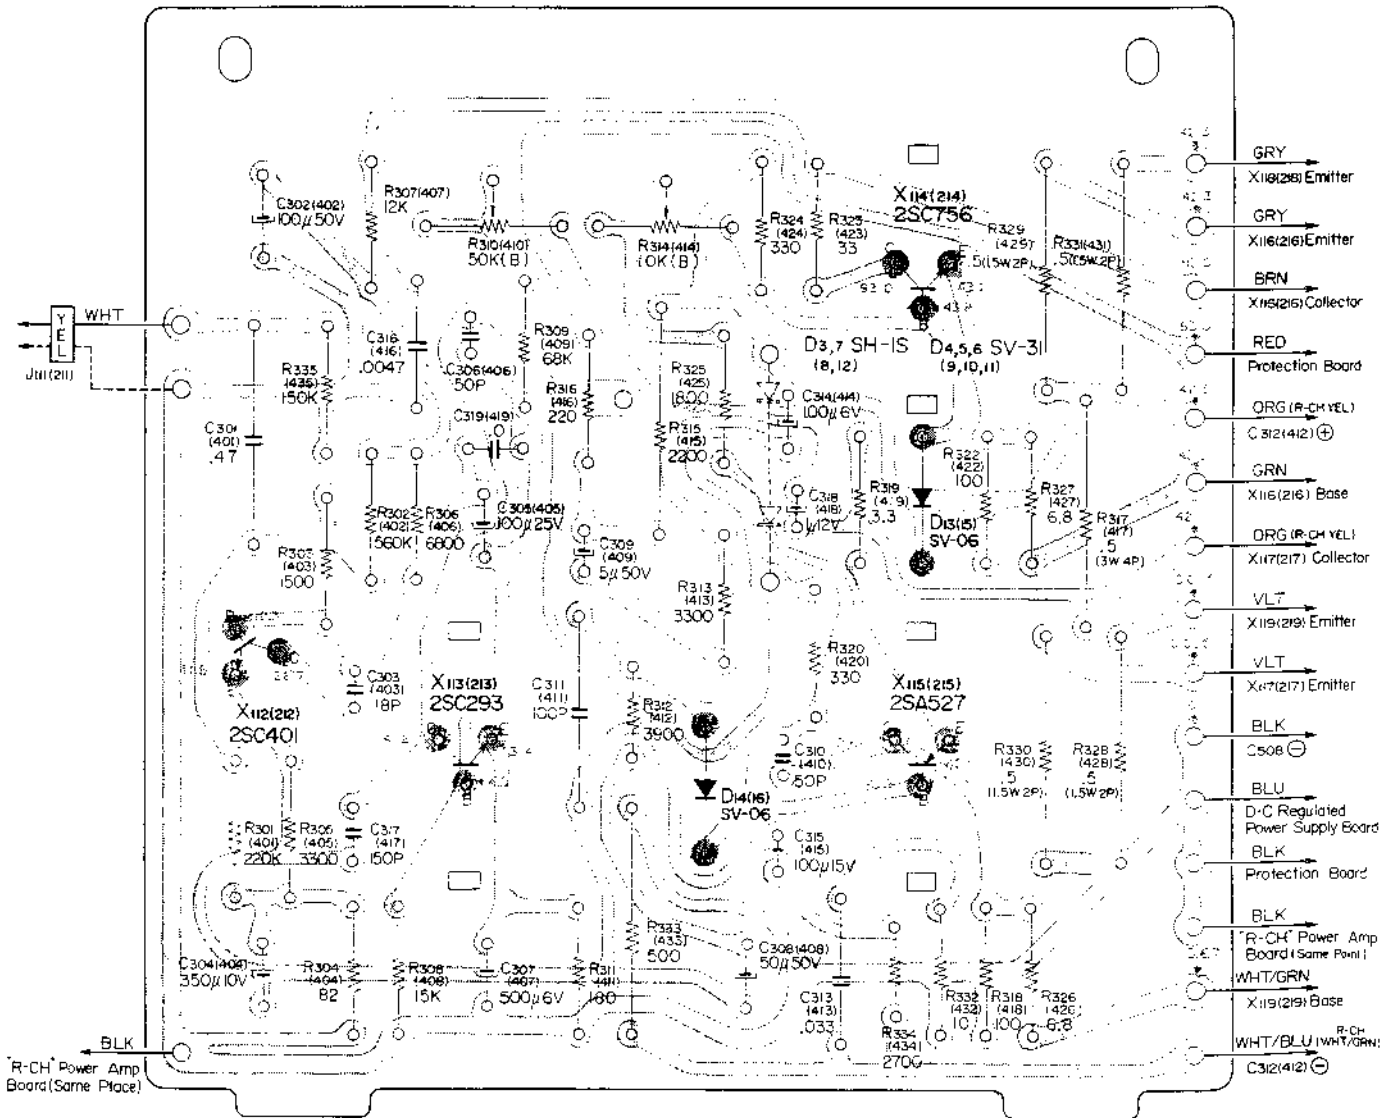 GRY
X118(218) Emitter
GRY
X116(216) Emitter
BRN
X116(216) Collector
RED
Protection Board
ORG (R-CH YEL)
C312(412) ⊕
GRN
X116(216) Base
ORG (R-CH YEL)
X117(217) Collector
VLT
X119(219) Emitter
VLT
X117(217) Emitter
BLK
C508 ⊖
BLU
D-C Regulated
Power Supply Board
BLK
Protection Board
BLK
"R-CH" Power Amp
Board (Same Point)
WHT/GRN
X119(219) Base
R-CH
WHT/BLU (WHT/GRN)
C312(412) ⊖
WHT
YEL
J111(211)
BLK
"R-CH" Power Amp
Board (Same Place)
C302(402)
100µ50V
R307(407)
12K
R310(410)
50K(B)
R314(414)
10K(B)
R324
(424)
330
R323
(423)
33
X114(214)
2SC756
R329
(429)
.5(1.5W2P)
R331(431)
.5(1.5W2P)
43.8
B
R335
(435)
150K
C316
(416)
.0047
C306(406)
50P
R309
(409)
68K
R316
(416)
220
R325
(425)
1800
R315
(415)
2200
D3,7 SH-1S
(8,12)
D4,5,6 SV-31
(9,10,11)
C314(414)
100µ6V
C301
(401)
.47
C319(419)
R322
(422)
100
R302
(402)
560K
R306
(406)
6800
C305(405)
100µ25V
C309
(409)
5µ50V
C318
(418)
1µ12V
R319
(419)
3.3
D13(15)
SV-06
R327
(427)
6.8
R317
(417)
.5
(3W4P)
R303
(403)
1500
R313
(413)
3300
R320
(420)
330
X112(212)
2SC401
C303
(403)
18P
X113(213)
2SC293
C311
(411)
100P
R312
(412)
3900
X115(215)
2SA527
C310
(410)
50P
R330
(430)
.5
(1.5W2P)
R328
(428)
.5
(1.5W2P)
D14(16)
SV-06
R301
(401)
220K
R305
(405)
3300
C317
(417)
150P
C315
(415)
100µ15V
C304(404)
350µ10V
R304
(404)
82
R308
(408)
15K
C307
(407)
500µ6V
R311
(411)
180
R333
(433)
500
C308(408)
50µ50V
C313
(413)
.033
R334
(434)
2700
R332
(432)
10
R318
(418)
100
R326
(426)
6.8